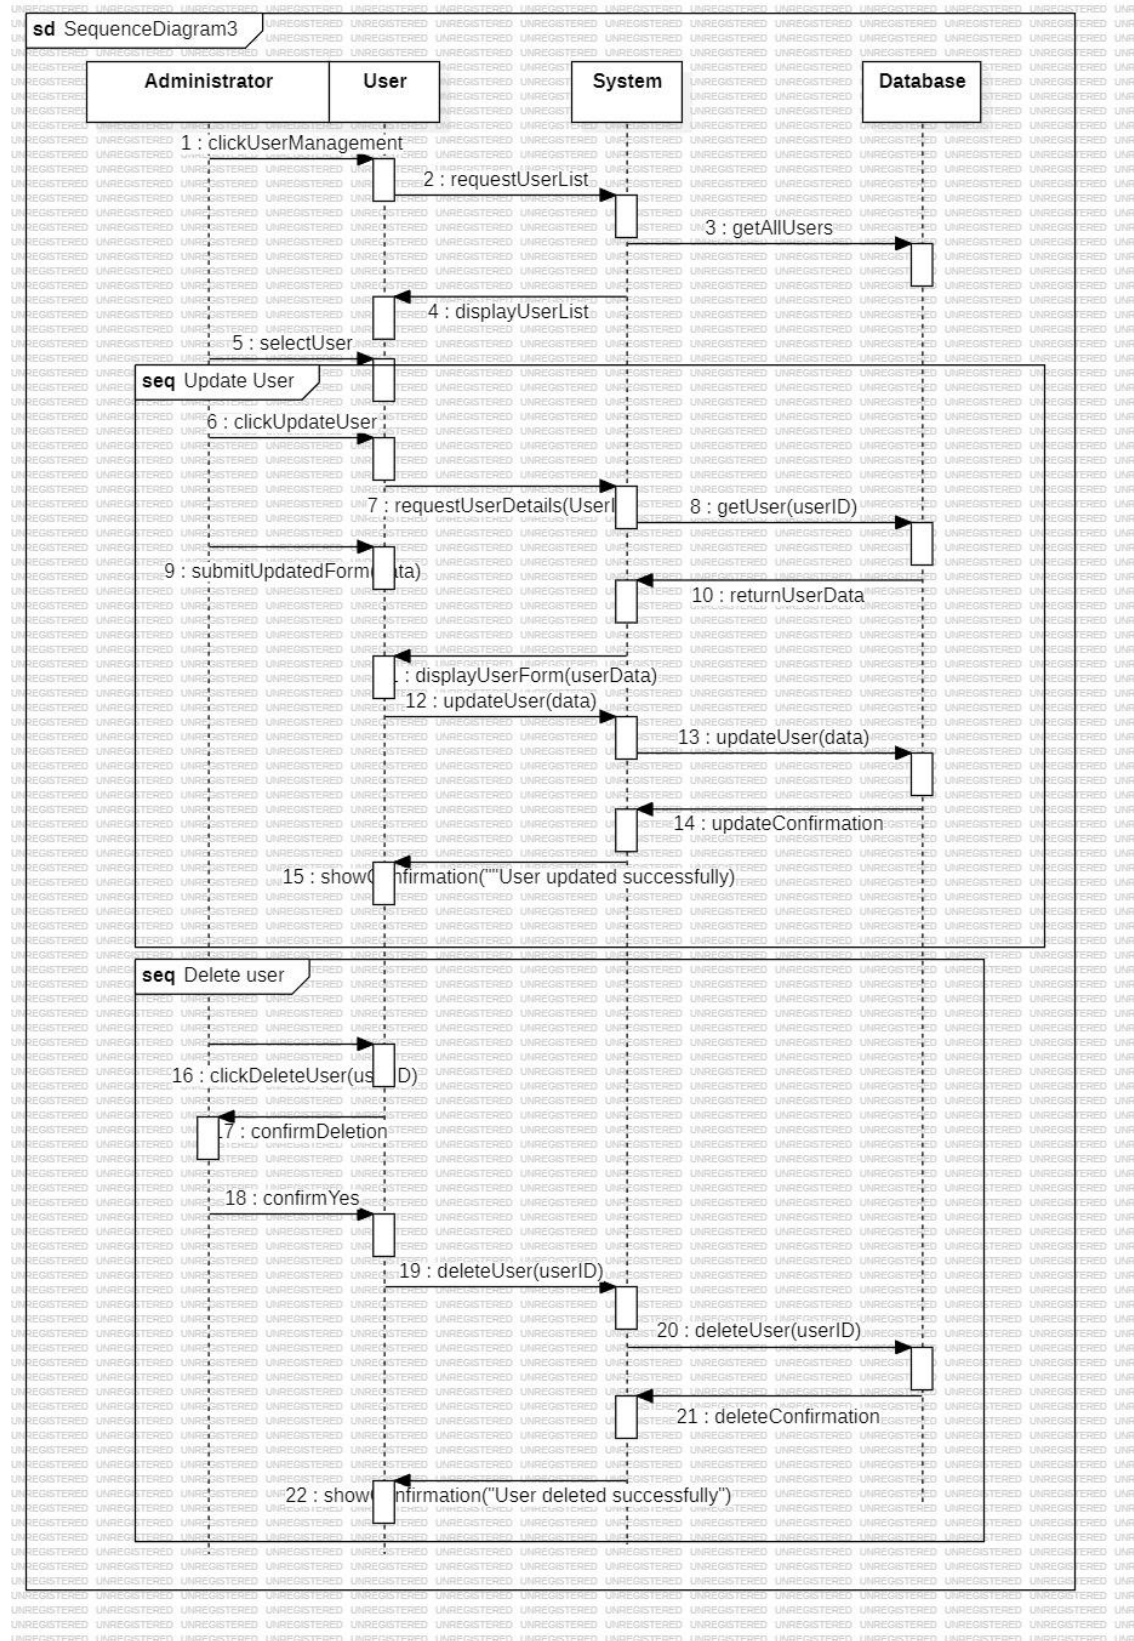 sd SequenceDiagram3
Administrator User System Database
1 : clickUserManagement
2 : requestUserList
3 : getAllUsers
4 : displayUserList
5 : selectUser
seq Update User
6 : clickUpdateUser
7 : requestUserDetails(UserI
8 : getUser(userID)
9 : submitUpdatedForm( ata)
10 : returnUserData
: displayUserForm(userData)
12 : updateUser(data)
13 : updateUser(data)
14 : updateConfirmation
15 : show nfirmation(""User updated successfully)
seq Delete user
16 : clickDeleteUser(us D)
17 : confirmDeletion
18 : confirmYes
19 : deleteUser(userID)
20 : deleteUser(userID)
21 : deleteConfirmation
22 : show nfirmation("User deleted successfully")
UNREGISTERED